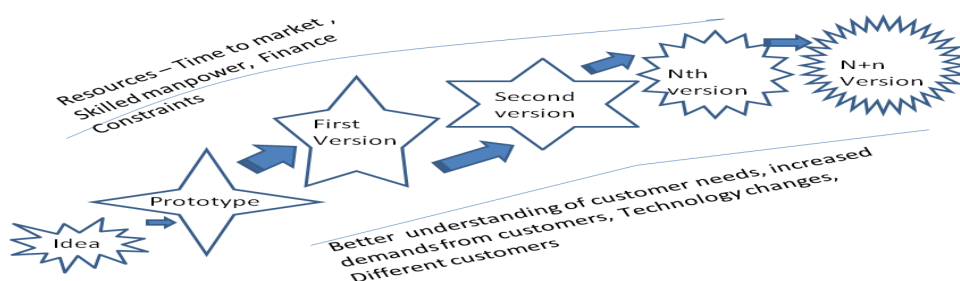 Resources – Time to market ,
Skilled manpower, Finance
Constraints
Idea
Prototype
First
Version
Second
version
Nth
version
N+n
Version
Better understanding of customer needs, increased
demands from customers, Technology changes,
Different customers